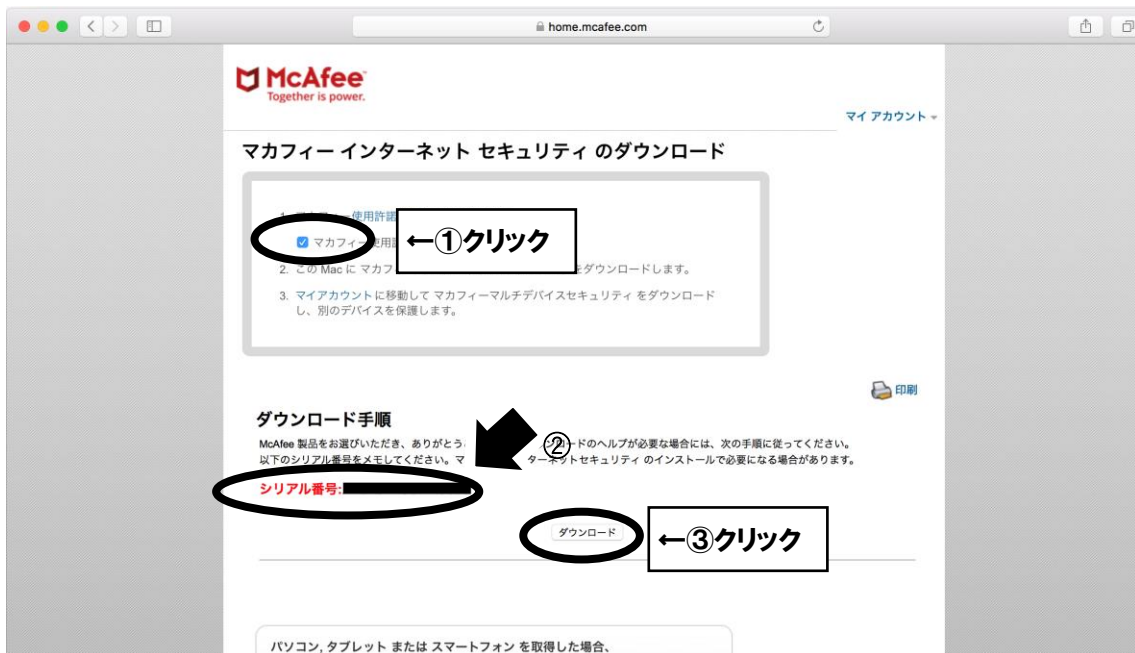 home.mcafee.com
McAfee
Together is power.
マイ アカウント
マカフィー インターネット セキュリティ のダウンロード
1. 使用許諾
マカフィー 使用
←①クリック
2. この Mac に マカフ をダウンロードします。
3. マイアカウント に移動して マカフィーマルチデバイスセキュリティ をダウンロード
し、別のデバイスを保護します。
印刷
ダウンロード手順
McAfee 製品をお選びいただき、ありがとう ンロードのヘルプが必要な場合には、次の手順に従ってください。
②
以下のシリアル番号をメモしてください。マ ターネットセキュリティ のインストールで必要になる場合があります。
シリアル番号:
ダウンロード
←③クリック
パソコン, タブレット または スマートフォン を取得した場合、